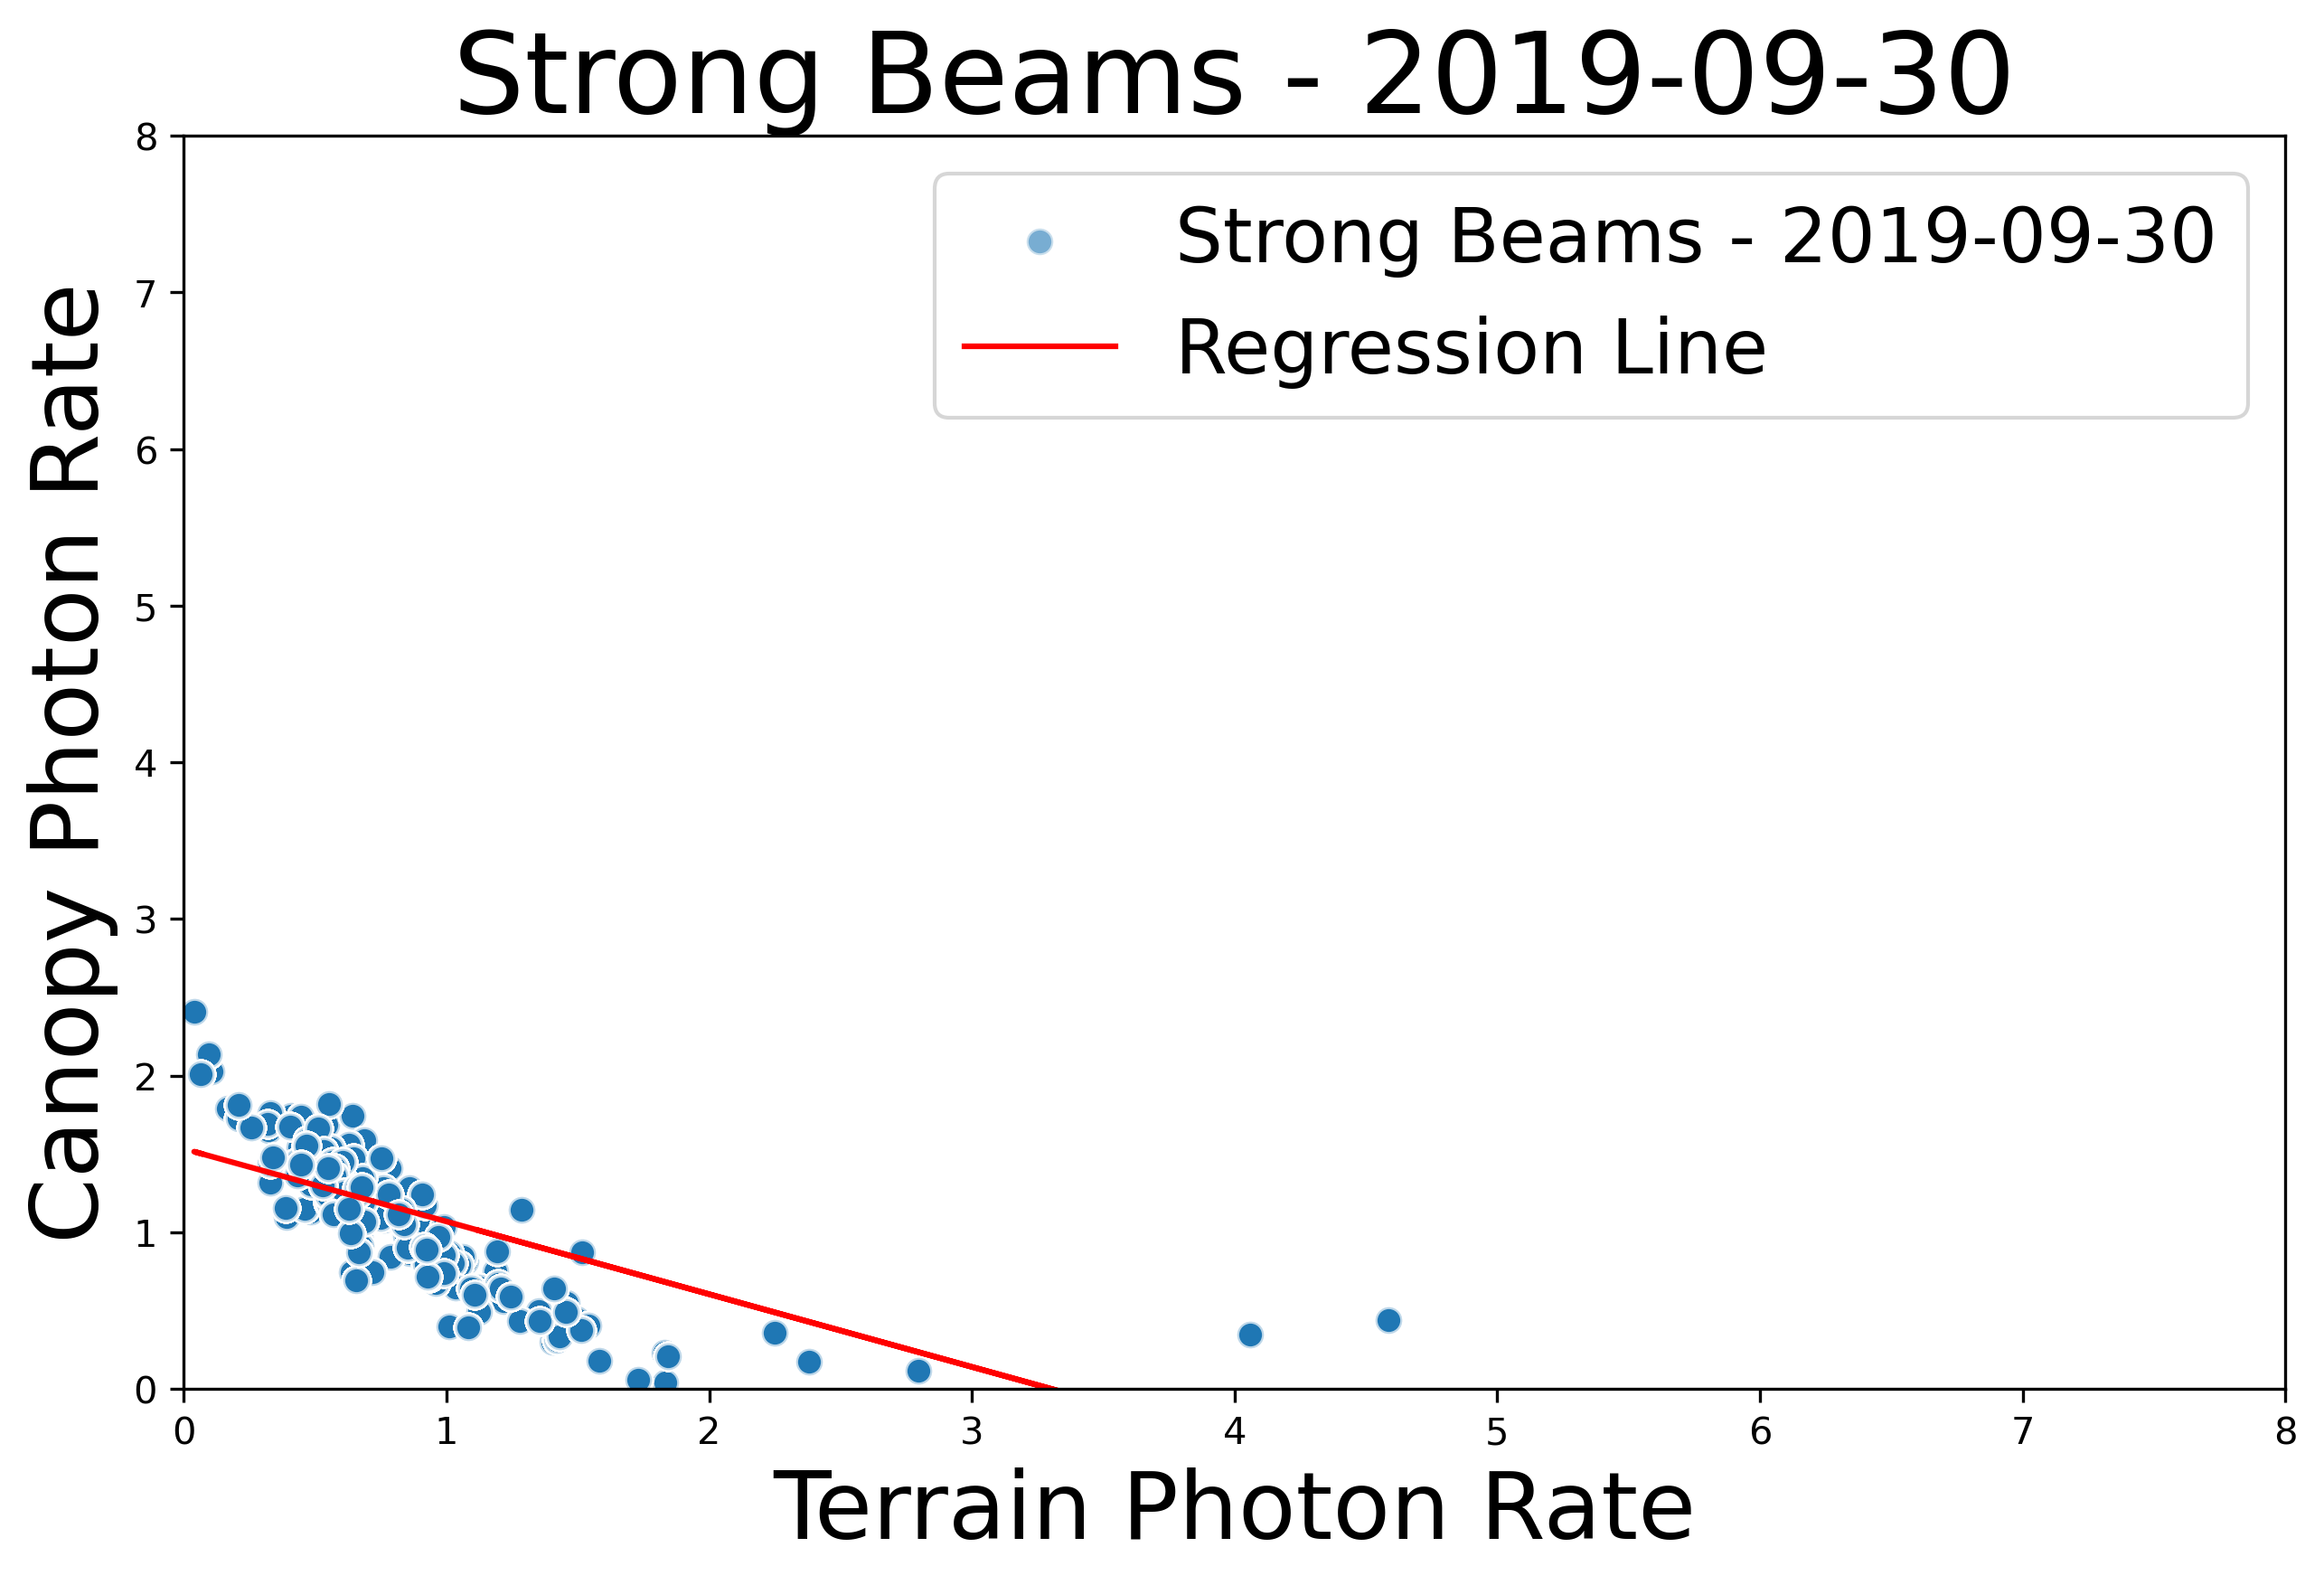 Strong Beams - 2019-09-30
Strong Beams - 2019-09-30
Regression Line
Canopy Photon Rate
8
7
6
5
4
3
2
1
0
0 1 2 3 4 5 6 7 8
Terrain Photon Rate